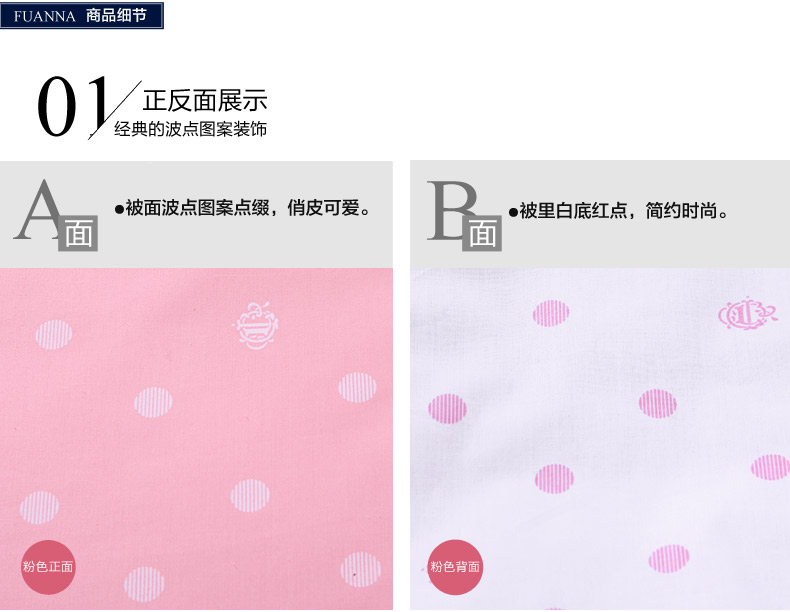 FUANNA 商品细节
01
正反面展示
经典的波点图案装饰
A面
●被面波点图案点缀，俏皮可爱。
B面
●被里白底红点，简约时尚。
粉色正面
粉色背面